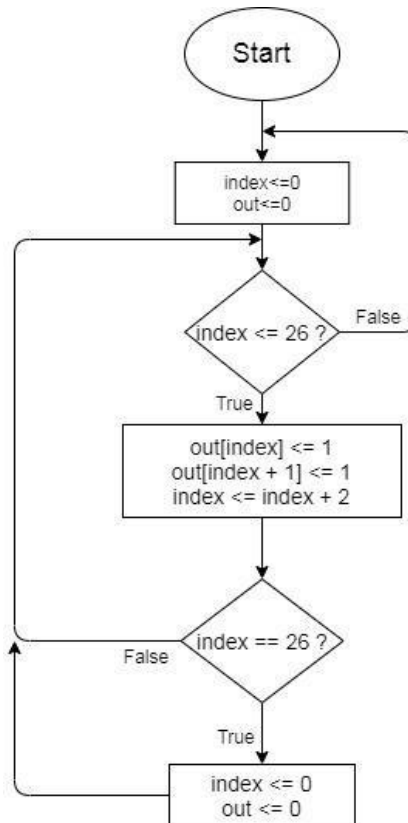 Start
index<=0
out<=0
index <= 26 ?
False
True
out[index] <= 1
out[index + 1] <= 1
index <= index + 2
index == 26 ?
False
True
index <= 0
out <= 0